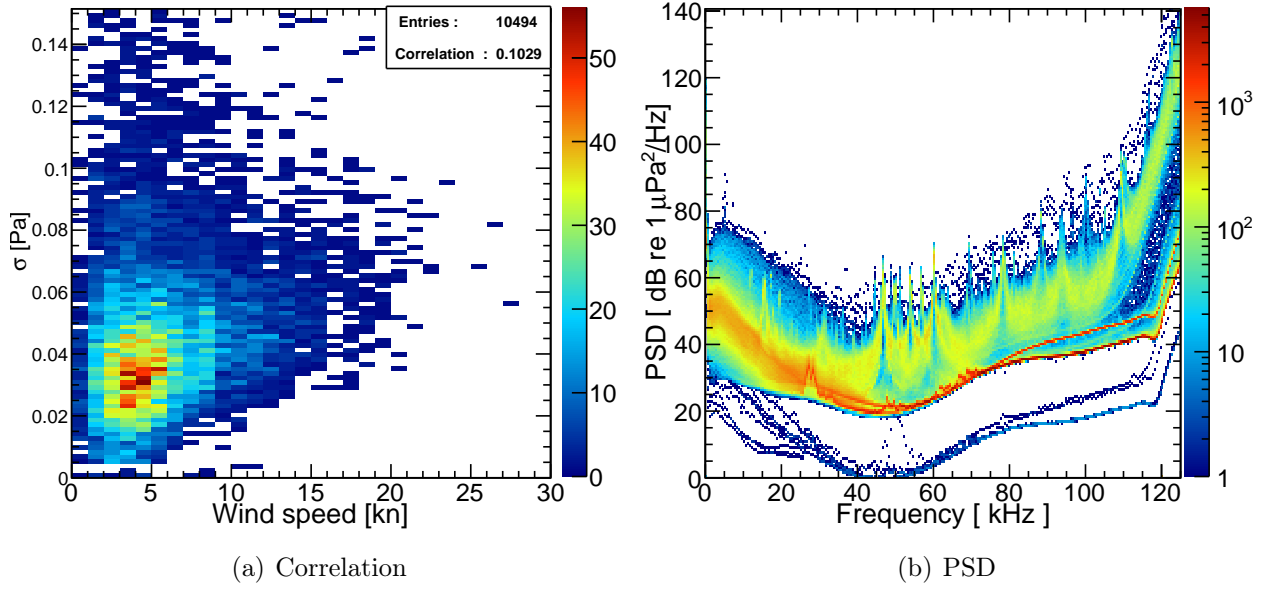 Entries : 10494
Correlation : 0.1029
0.14
0.12
0.1
0.08
0.06
0.04
0.02
0
σ [Pa]
0 5 10 15 20 25 30
Wind speed [kn]
50
40
30
20
10
0
(a) Correlation
140
120
100
80
60
40
20
0
PSD [ dB re 1 μPa²/Hz]
0 20 40 60 80 100 120
Frequency [ kHz ]
10³
10²
10
1
(b) PSD